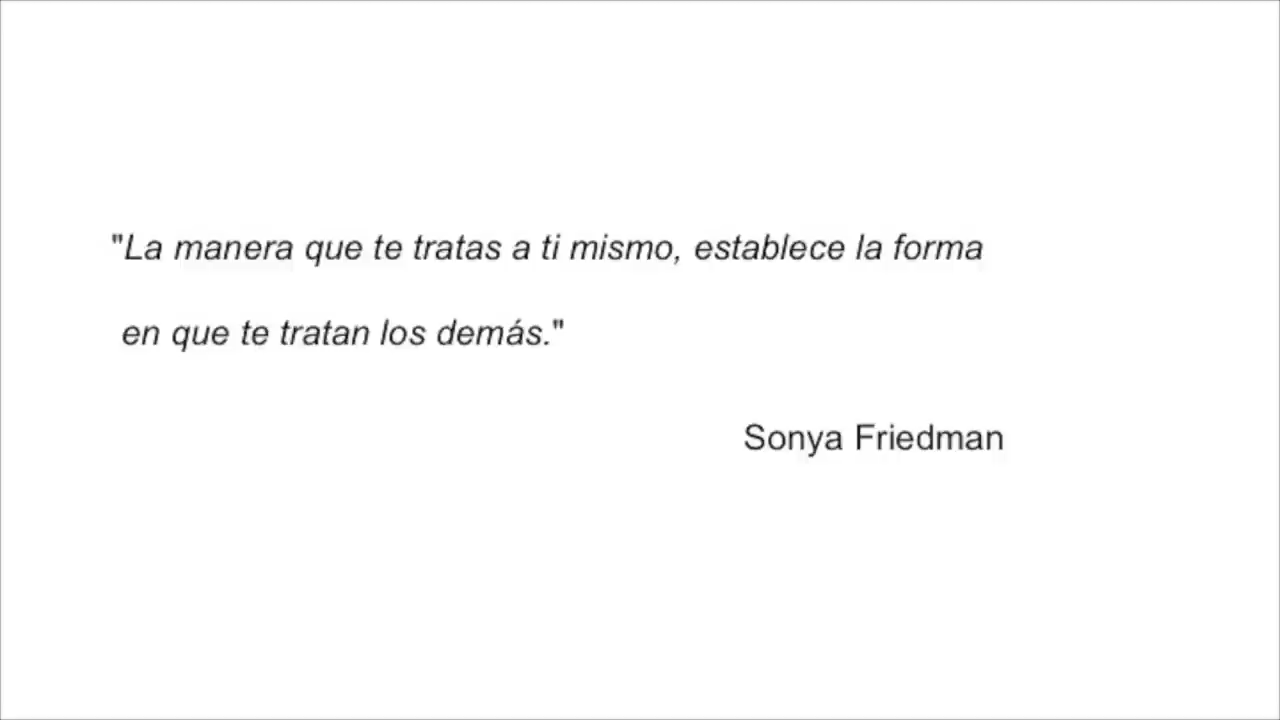 "La manera que te tratas a ti mismo, establece la forma
en que te tratan los demás."
Sonya Friedman